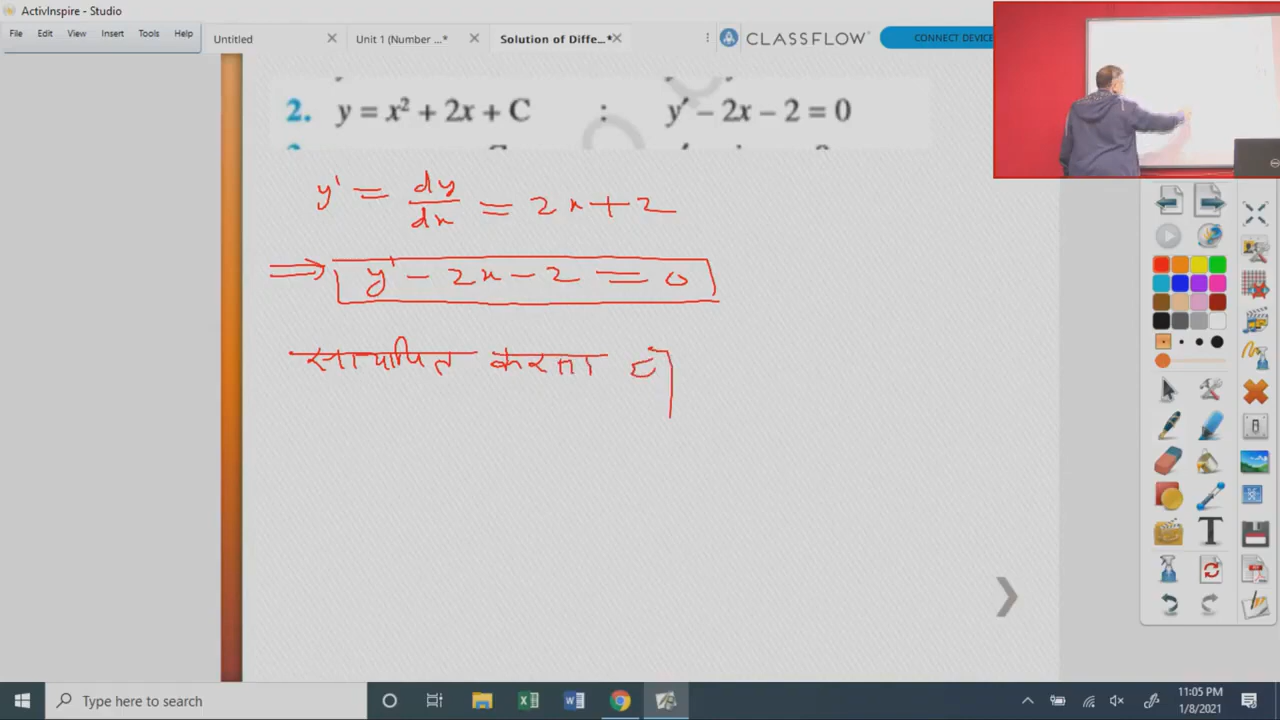 ActivInspire - Studio
File Edit View Insert Tools Help
Untitled
Unit 1 (Number ...*
Solution of Diffe...*
CLASSFLOW
CONNECT DEVICE
2. y = x² + 2x + C : y′ − 2x − 2 = 0
y' = dy/dx = 2x + 2
⇒ y' − 2x − 2 = 0
सत्यापित करता है
Type here to search
11:05 PM
1/8/2021